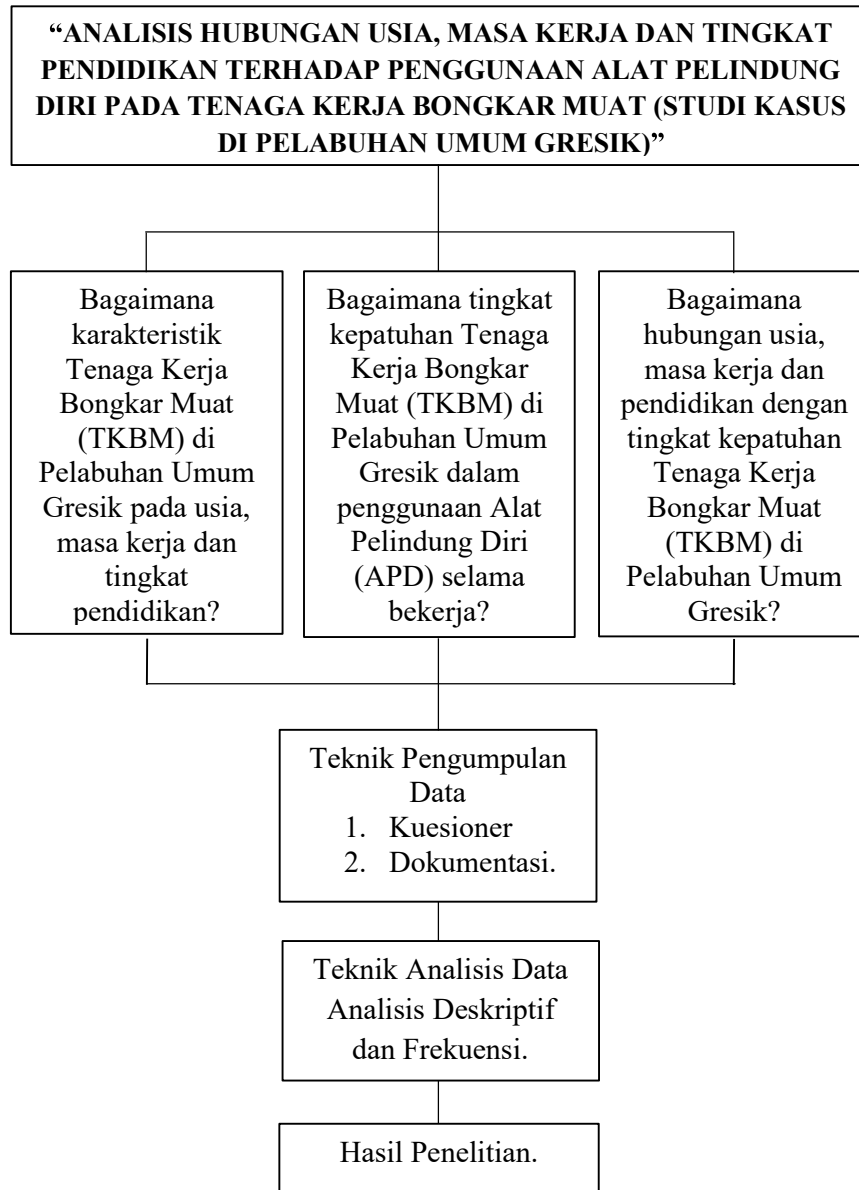 “ANALISIS HUBUNGAN USIA, MASA KERJA DAN TINGKAT
PENDIDIKAN TERHADAP PENGGUNAAN ALAT PELINDUNG
DIRI PADA TENAGA KERJA BONGKAR MUAT (STUDI KASUS
DI PELABUHAN UMUM GRESIK)”
Bagaimana
karakteristik
Tenaga Kerja
Bongkar Muat
(TKBM) di
Pelabuhan Umum
Gresik pada usia,
masa kerja dan
tingkat
pendidikan?
Bagaimana tingkat
kepatuhan Tenaga
Kerja Bongkar
Muat (TKBM) di
Pelabuhan Umum
Gresik dalam
penggunaan Alat
Pelindung Diri
(APD) selama
bekerja?
Bagaimana
hubungan usia,
masa kerja dan
pendidikan dengan
tingkat kepatuhan
Tenaga Kerja
Bongkar Muat
(TKBM) di
Pelabuhan Umum
Gresik?
Teknik Pengumpulan
Data
1. Kuesioner
2. Dokumentasi.
Teknik Analisis Data
Analisis Deskriptif
dan Frekuensi.
Hasil Penelitian.